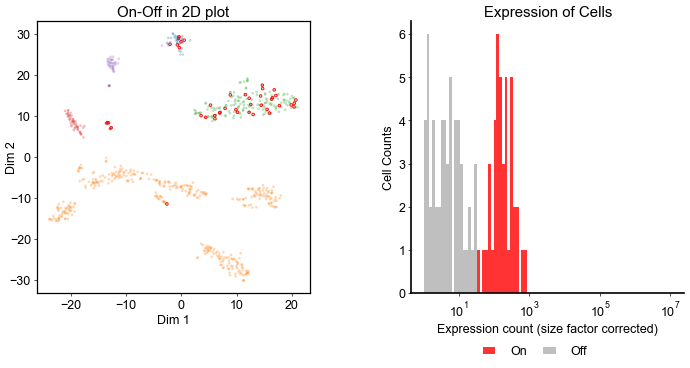 On-Off in 2D plot
30
20
10
0
−10
−20
−30
Dim 2
−20 −10 0 10 20
Dim 1
Expression of Cells
6
5
4
3
2
1
0
Cell Counts
10^1 10^3 10^5 10^7
Expression count (size factor corrected)
On Off